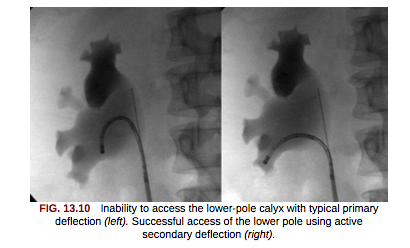 FIG. 13.10 Inability to access the lower-pole calyx with typical primary
deflection (left). Successful access of the lower pole using active
secondary deflection (right).